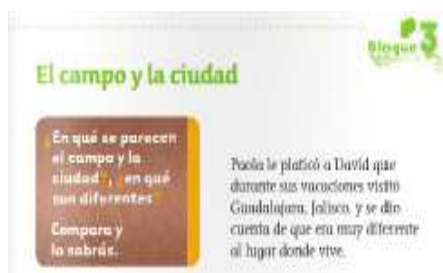 Bloque 3
El campo y la ciudad
¿En qué se parecen
el campo y la
ciudad?, ¿en qué
son diferentes?
Compara y
lo sabrás.
Paola le platicó a David que
durante sus vacaciones visitó
Guadalajara, Jalisco, y se dio
cuenta de que era muy diferente
al lugar donde vive.